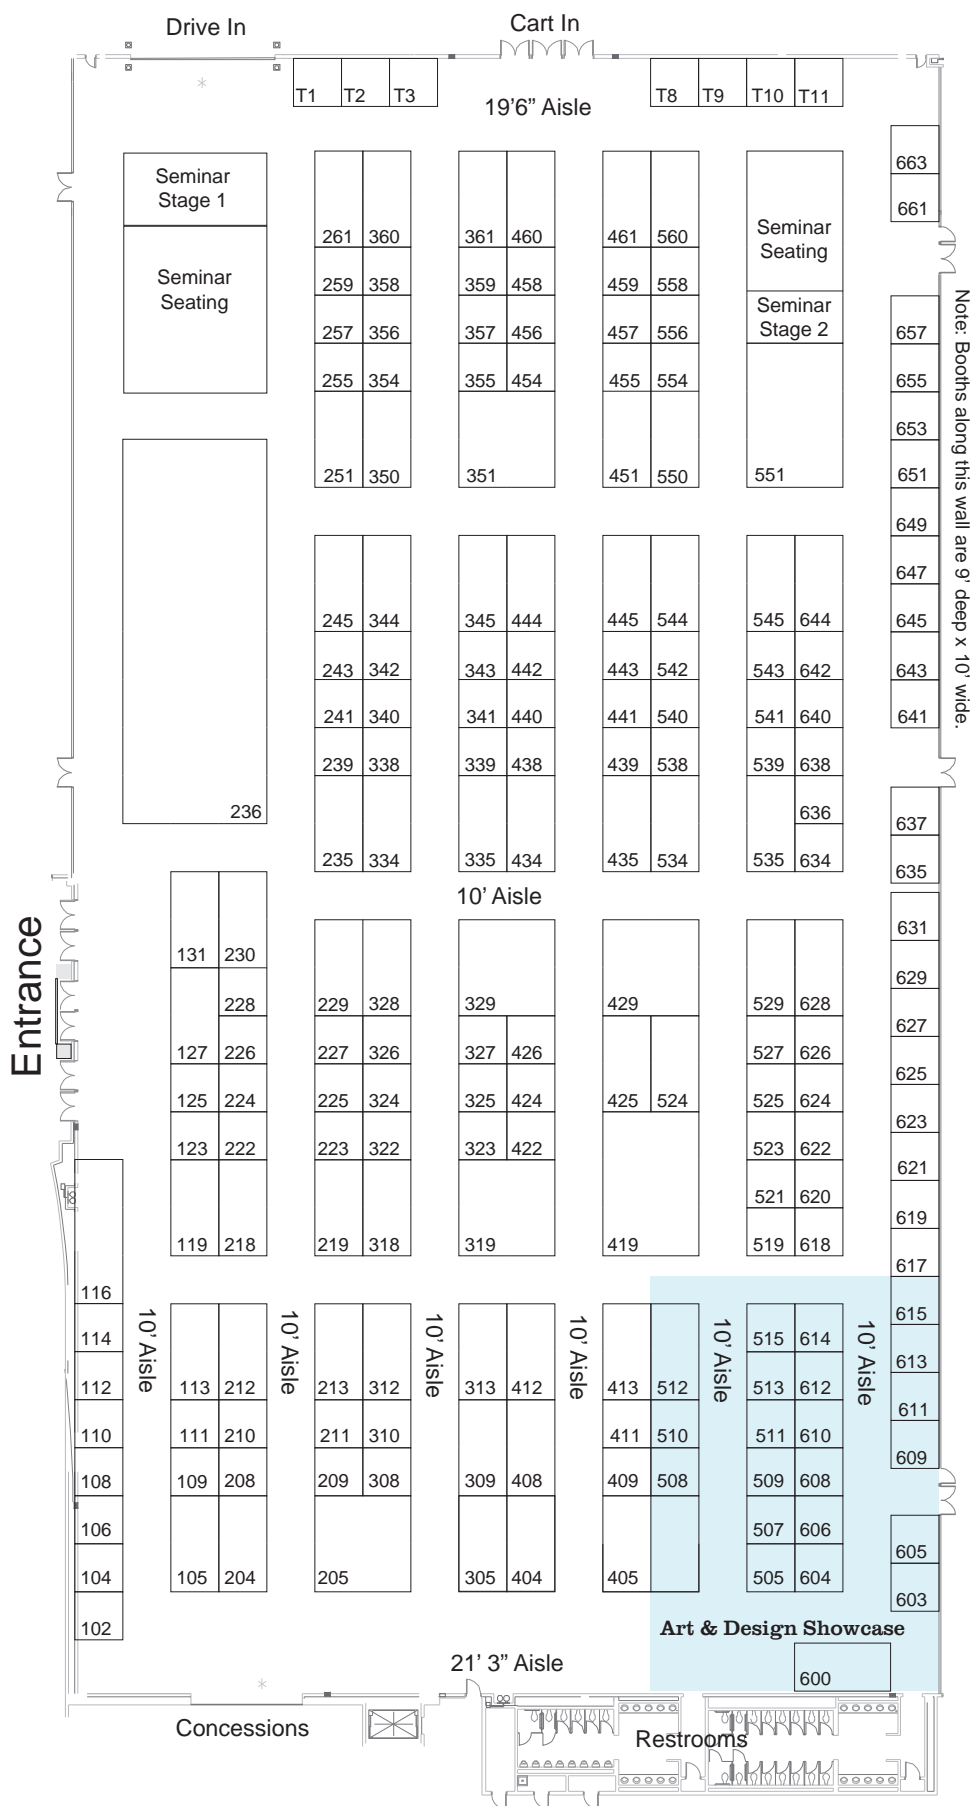 Drive In
Cart In
T1 T2 T3
T8 T9 T10 T11
19'6” Aisle
663
661
Seminar
Stage 1
Seminar
Seating
Seminar
Seating
Seminar
Stage 2
261 360 361 460 461 560
259 358 359 458 459 558
257 356 357 456 457 556
255 354 355 454 455 554
251 350 351 451 550 551
657
655
653
651
649
647
645
643
641
Note: Booths along this wall are 9’ deep x 10’ wide.
245 344 345 444 445 544 545 644
243 342 343 442 443 542 543 642
241 340 341 440 441 540 541 640
239 338 339 438 439 538 539 638
236
636
235 334 335 434 435 534 535 634
637
635
10’ Aisle
Entrance
131 230
228 229 328 329 429 529 628
127 226 227 326 327 426 527 626
125 224 225 324 325 424 425 524 525 624
123 222 223 322 323 422 523 622
521 620
119 218 219 318 319 419 519 618
631
629
627
625
623
621
619
617
615
613
611
609
605
603
116
114
112
110
108
106
104
102
10’ Aisle
10’ Aisle
10’ Aisle
10’ Aisle
10’ Aisle
10’ Aisle
515 614
113 212 213 312 313 412 413 512 513 612
111 210 211 310 411 510 511 610
109 208 209 308 309 408 409 508 509 608
507 606
105 204 205 305 404 405 505 604
Art & Design Showcase
21’ 3” Aisle
600
Concessions
Restrooms